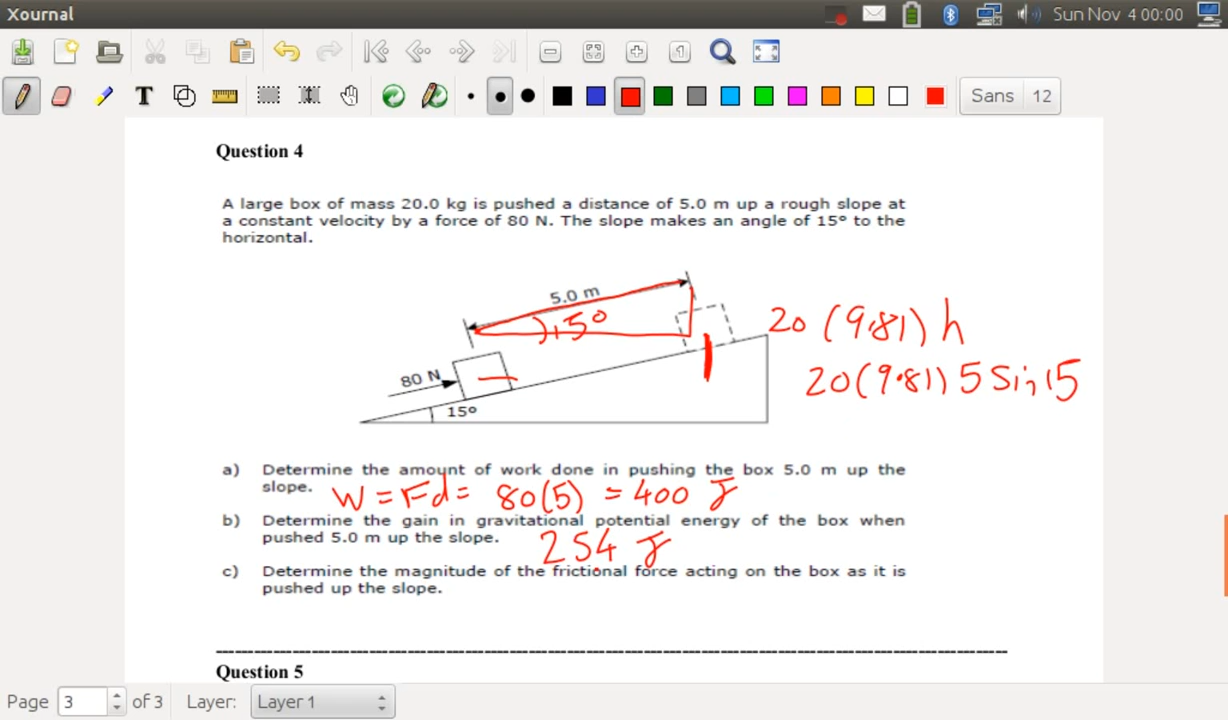 Xournal
Sun Nov 4 00:00
T
Sans 12
Question 4
A large box of mass 20.0 kg is pushed a distance of 5.0 m up a rough slope at
a constant velocity by a force of 80 N. The slope makes an angle of 15° to the
horizontal.
5.0 m
15°
20 (9.81) h
20(9.81) 5 Sin 15
80 N
15°
a) Determine the amount of work done in pushing the box 5.0 m up the
slope. W = Fd = 80(5) = 400 J
b) Determine the gain in gravitational potential energy of the box when
pushed 5.0 m up the slope. 254 J
c) Determine the magnitude of the frictional force acting on the box as it is
pushed up the slope.
Question 5
Page 3 of 3 Layer: Layer 1